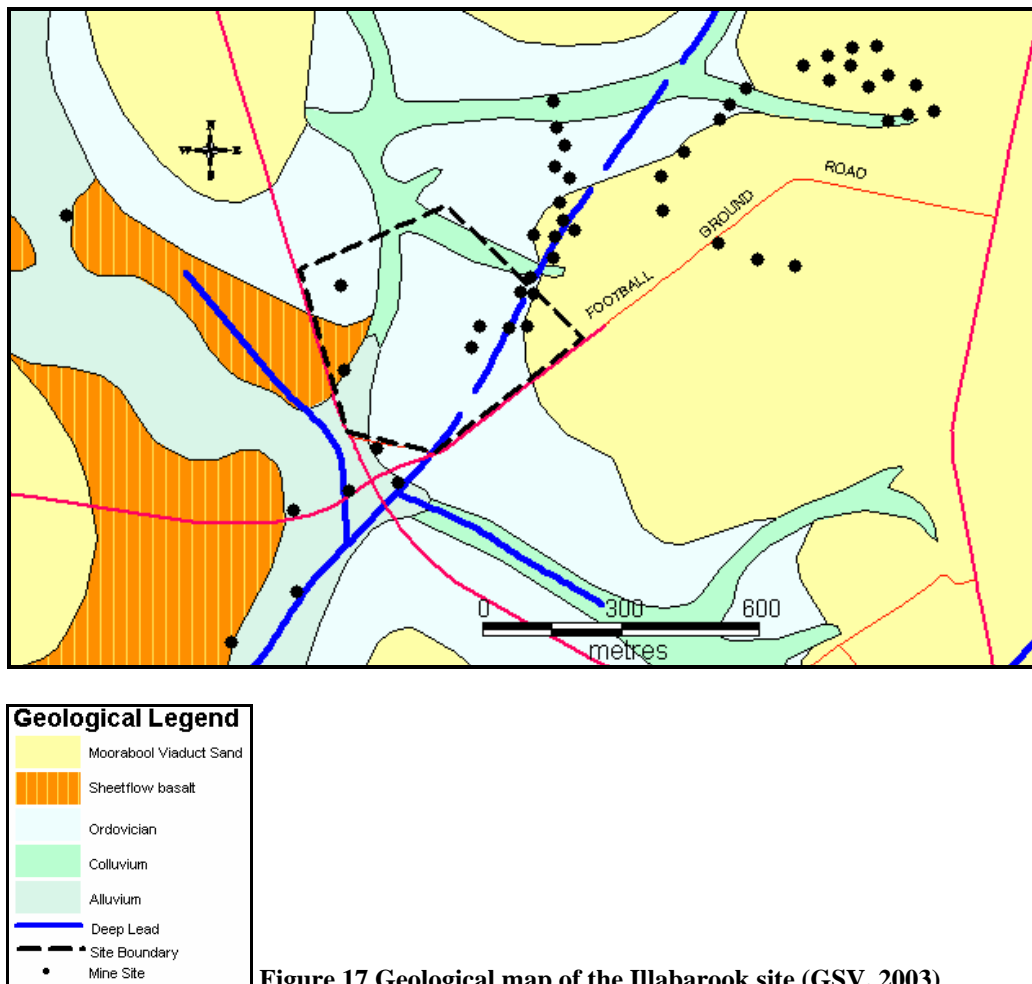 N
W E
S
ROAD
GROUND
FOOTBALL
0 300 600
metres
Geological Legend
Moorabool Viaduct Sand
Sheetflow basalt
Ordovician
Colluvium
Alluvium
Deep Lead
Site Boundary
Mine Site
Figure 17 Geological map of the Illabarook site (GSV, 2003)